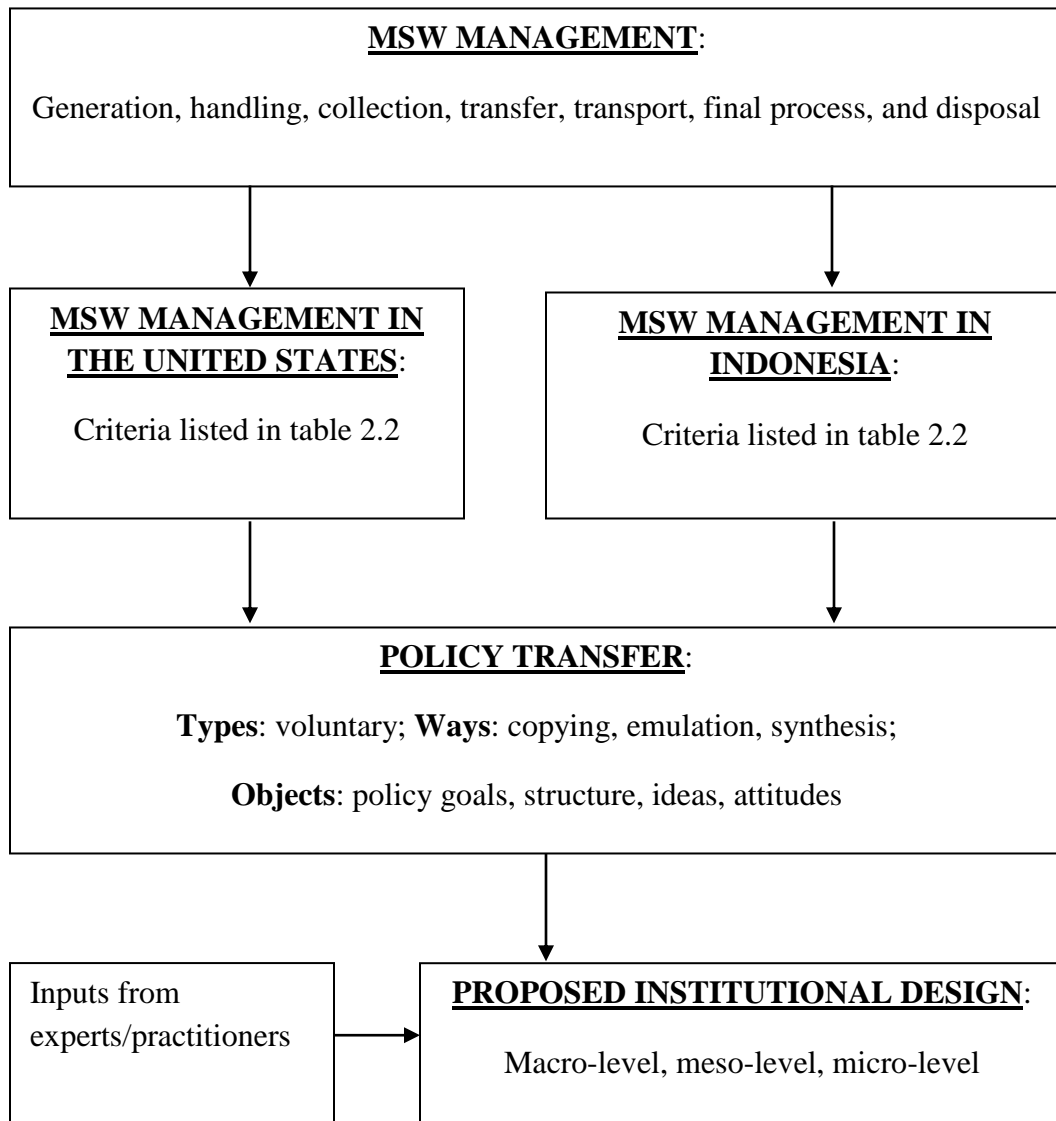 MSW MANAGEMENT:
Generation, handling, collection, transfer, transport, final process, and disposal
MSW MANAGEMENT IN
THE UNITED STATES:
Criteria listed in table 2.2
MSW MANAGEMENT IN
INDONESIA:
Criteria listed in table 2.2
POLICY TRANSFER:
Types: voluntary; Ways: copying, emulation, synthesis;
Objects: policy goals, structure, ideas, attitudes
Inputs from
experts/practitioners
PROPOSED INSTITUTIONAL DESIGN:
Macro-level, meso-level, micro-level